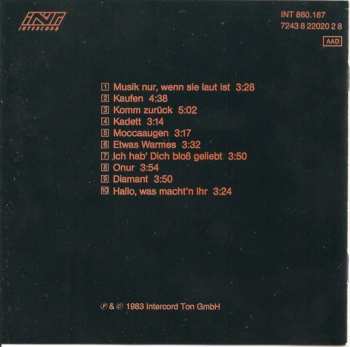 INT
INTERCORD
INT 860.187
7243 8 22020 2 8
AAD
1 Musik nur, wenn sie laut ist 3:28
2 Kaufen 4:38
3 Komm zurück 5:02
4 Kadett 3:14
5 Moccaaugen 3:17
6 Etwas Warmes 3:32
7 Ich hab' Dich bloß geliebt 3:50
8 Onur 3:54
9 Diamant 3:50
10 Hallo, was macht'n Ihr 3:24
℗ & © 1983 Intercord Ton GmbH